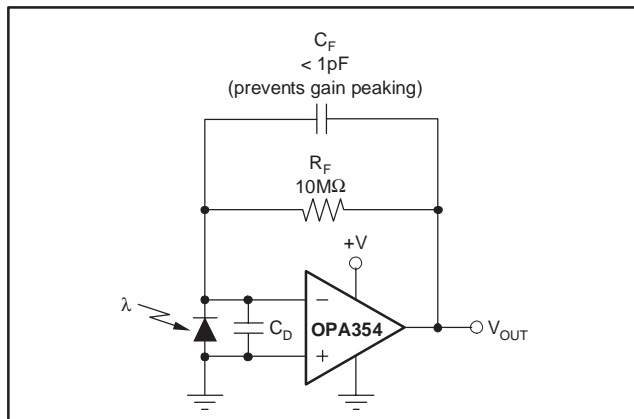 C_F
< 1pF
(prevents gain peaking)
R_F
10MΩ
+V
λ
C_D
−
OPA354
+
V_OUT